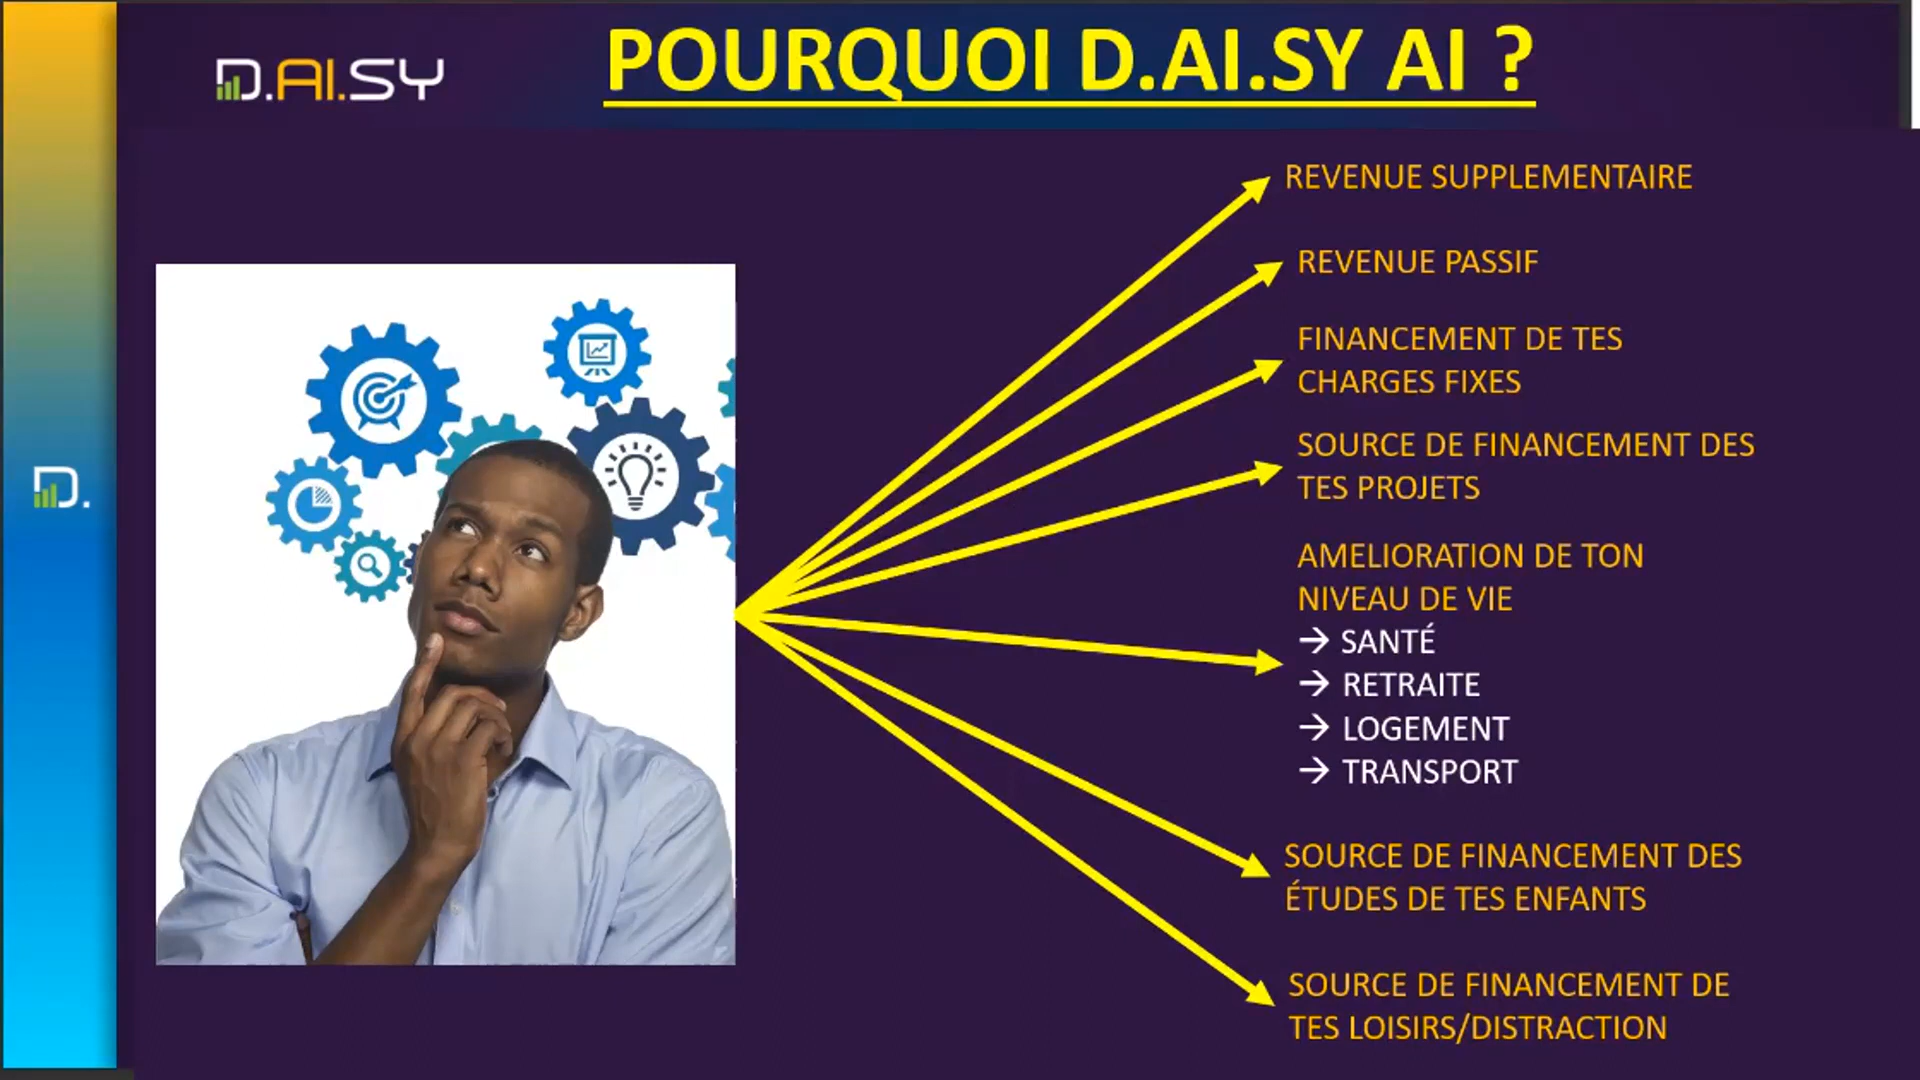 D.AI.SY
POURQUOI D.AI.SY AI ?
D.
REVENUE SUPPLEMENTAIRE
REVENUE PASSIF
FINANCEMENT DE TES
CHARGES FIXES
SOURCE DE FINANCEMENT DES
TES PROJETS
AMELIORATION DE TON
NIVEAU DE VIE
→ SANTÉ
→ RETRAITE
→ LOGEMENT
→ TRANSPORT
SOURCE DE FINANCEMENT DES
ÉTUDES DE TES ENFANTS
SOURCE DE FINANCEMENT DE
TES LOISIRS/DISTRACTION